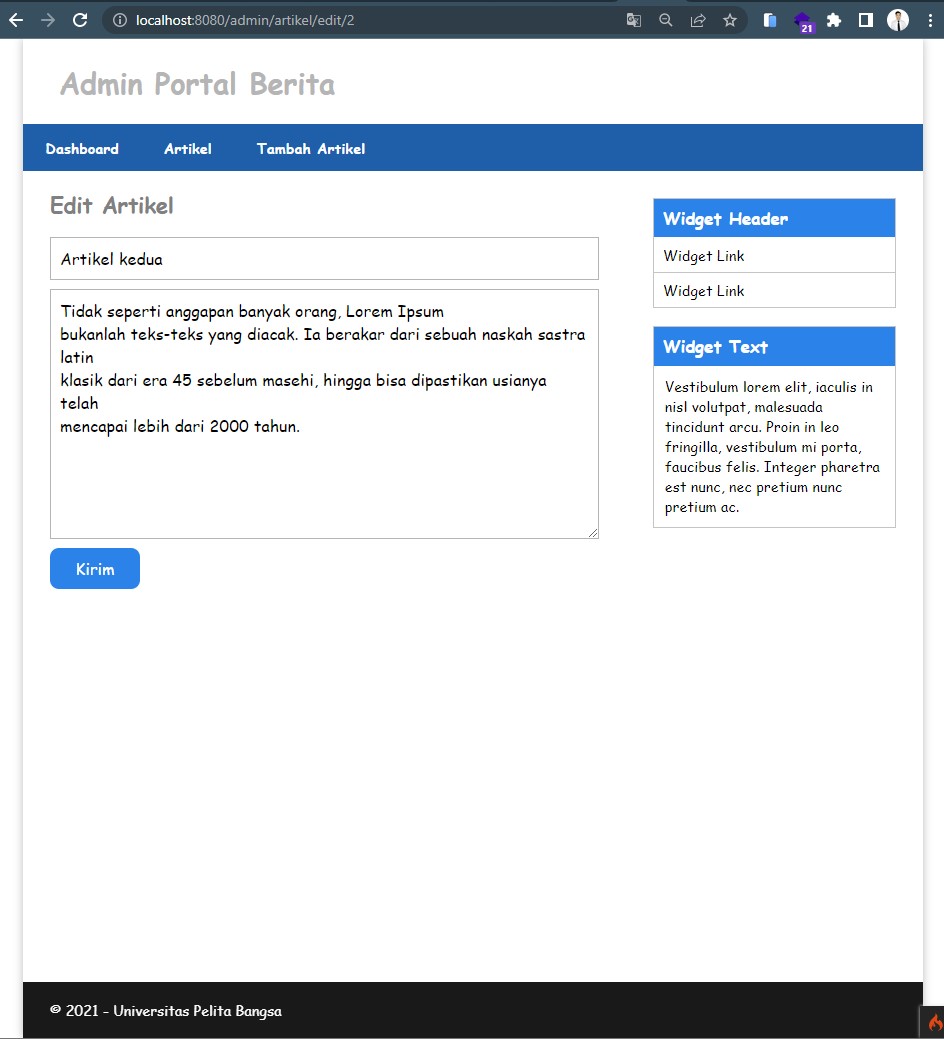 localhost:8080/admin/artikel/edit/2
21
Admin Portal Berita
Dashboard Artikel Tambah Artikel
Edit Artikel
Artikel kedua
Tidak seperti anggapan banyak orang, Lorem Ipsum
bukanlah teks-teks yang diacak. Ia berakar dari sebuah naskah sastra
latin
klasik dari era 45 sebelum masehi, hingga bisa dipastikan usianya
telah
mencapai lebih dari 2000 tahun.
Kirim
Widget Header
Widget Link
Widget Link
Widget Text
Vestibulum lorem elit, iaculis in
nisl volutpat, malesuada
tincidunt arcu. Proin in leo
fringilla, vestibulum mi porta,
faucibus felis. Integer pharetra
est nunc, nec pretium nunc
pretium ac.
© 2021 - Universitas Pelita Bangsa